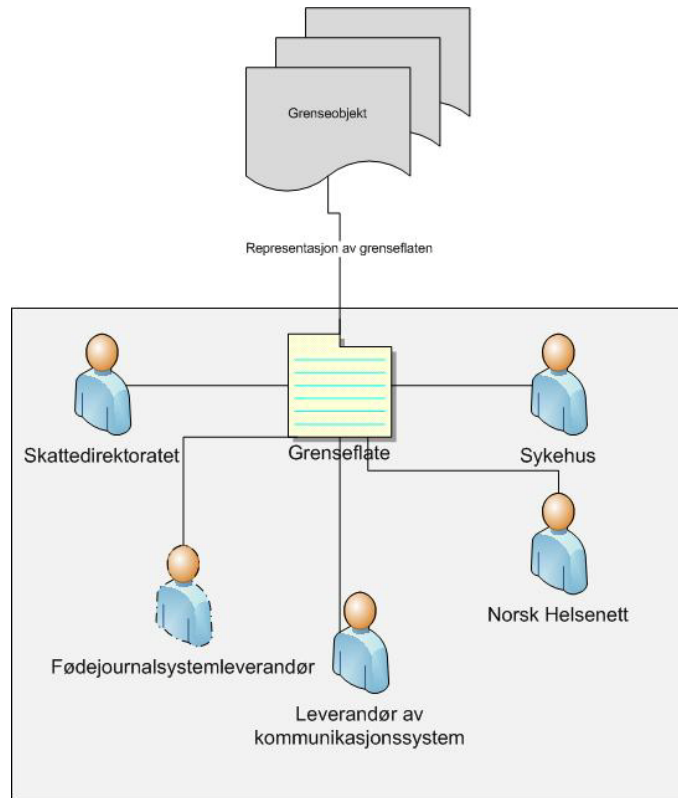 Grenseobjekt
Representasjon av grenseflaten
Skattedirektoratet
Grenseflate
Sykehus
Norsk Helsenett
Fødejournalsystemleverandør
Leverandør av
kommunikasjonssystem